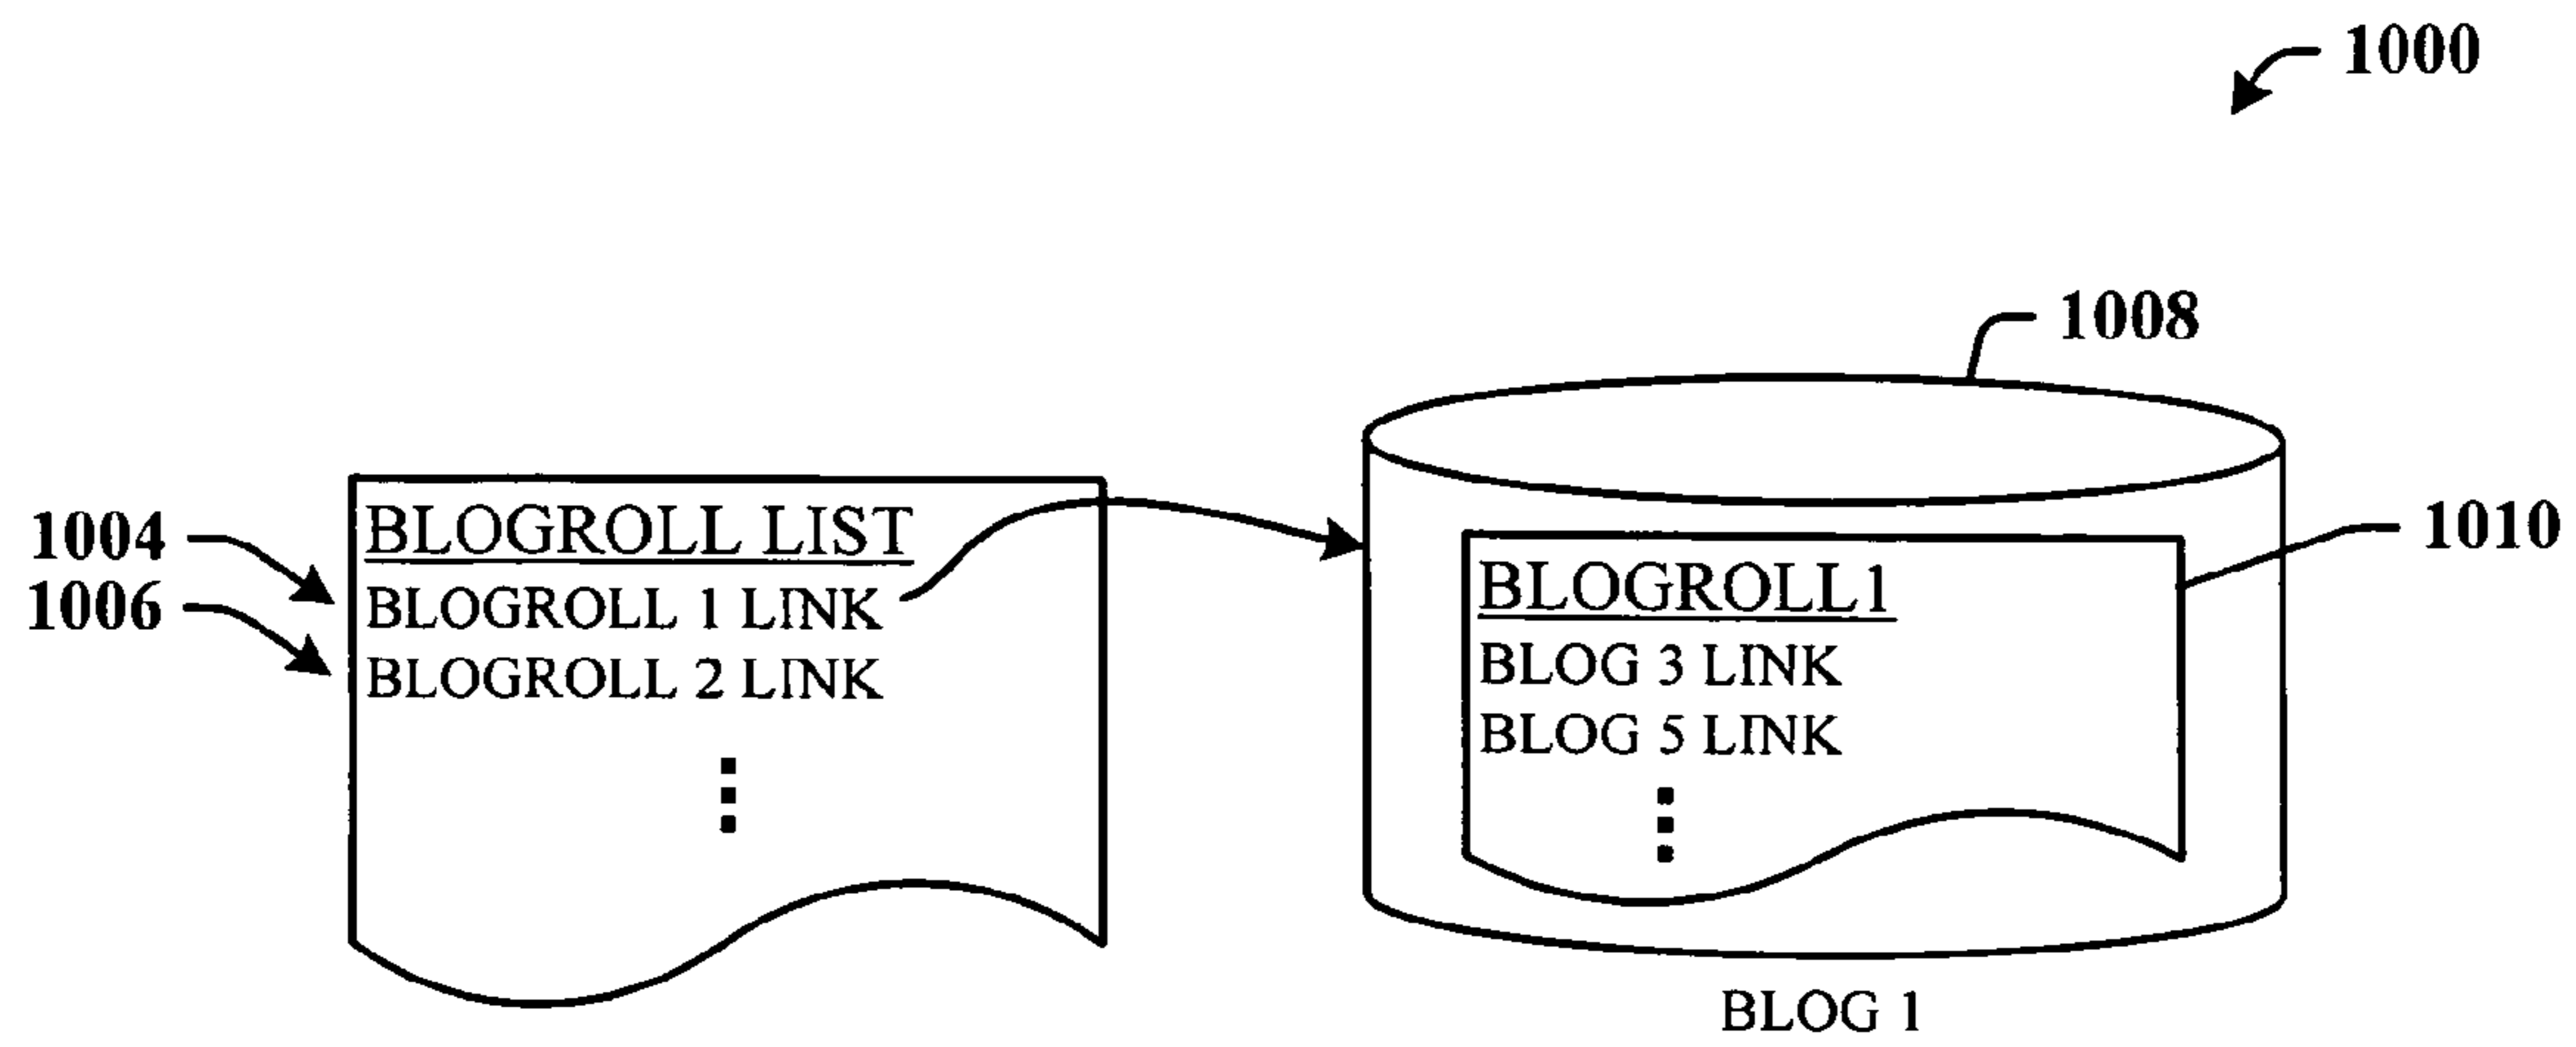 1000
1008
1004
1006
BLOGROLL LIST
BLOGROLL 1 LINK
BLOGROLL 2 LINK
1010
BLOGROLL1
BLOG 3 LINK
BLOG 5 LINK
BLOG 1